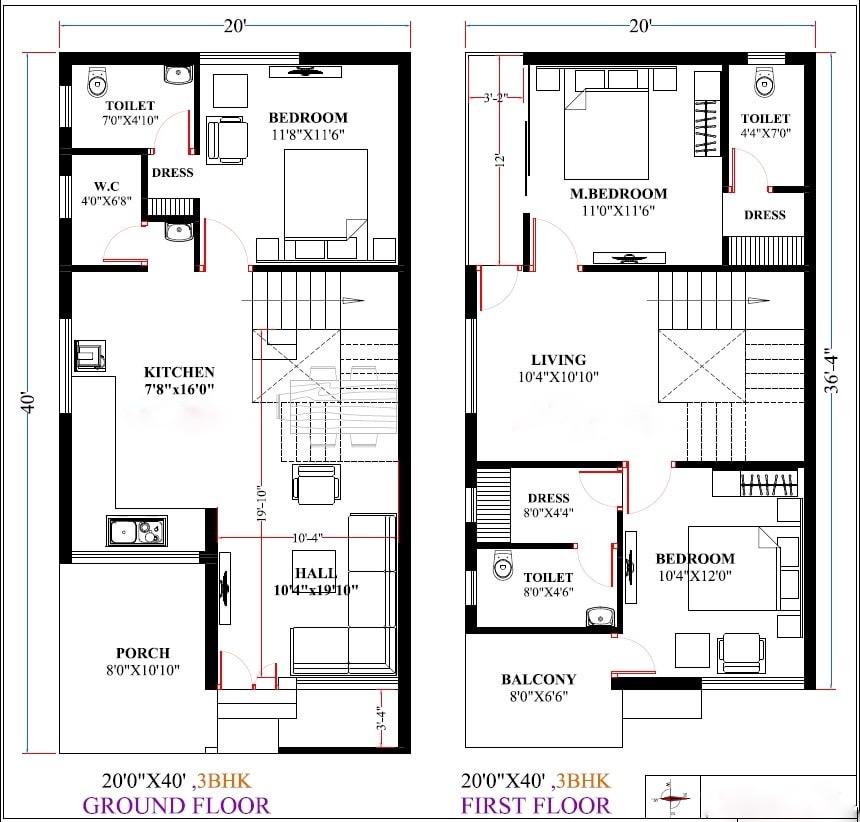 20'
TOILET
7'0"X4'10"
BEDROOM
11'8"X11'6"
DRESS
W.C
4'0"X6'8"
40'
KITCHEN
7'8"x16'0"
19'-10"
10'-4"
HALL
10'4"x19'10"
PORCH
8'0"X10'10"
3'-4"
20'0"X40' ,3BHK
GROUND FLOOR
20'
3'-2"
12'
TOILET
4'4"X7'0"
M.BEDROOM
11'0"X11'6"
DRESS
LIVING
10'4"X10'10"
36'-4"
DRESS
8'0"X4'4"
BEDROOM
10'4"X12'0"
TOILET
8'0"X4'6"
BALCONY
8'0"X6'6"
20'0"X40' ,3BHK
FIRST FLOOR